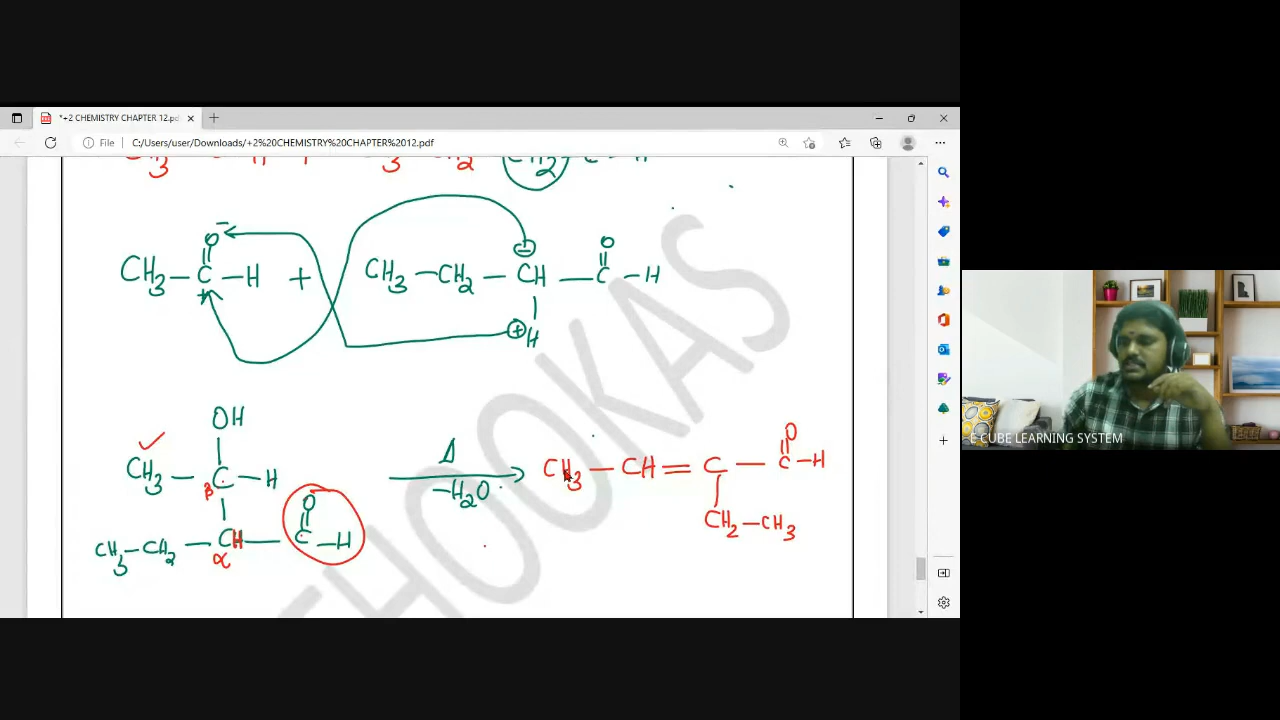 *+2 CHEMISTRY CHAPTER 12.pd
File C:/Users/user/Downloads/+2%20CHEMISTRY%20CHAPTER%2012.pdf
O⁻ ⊖ O
CH3 — C — H + CH3 — CH2 — CH — C — H
+ ⊕ H
OH
CH3 — C — H Δ CH3 — CH = C — C — H
β -H2O O
O CH2 — CH3
CH3 — CH2 — CH — C — H
α
HOOKAS
E CUBE LEARNING SYSTEM